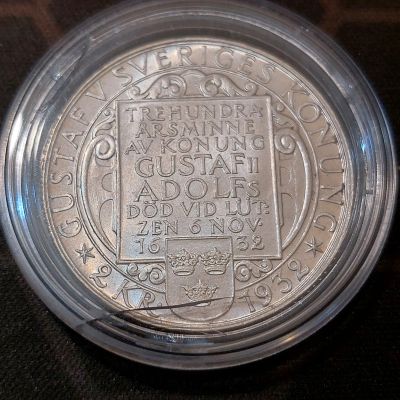 GUSTAF V SVERIGES KONUNG
TREHUNDRA
ÅRSMINNE
AV KONUNG
GUSTAF II
ADOLFS
DÖD VID LÜT-
ZEN 6 NOV.
16 32
* 2 KR. 1932 *